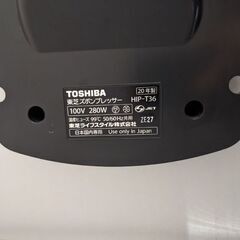 TOSHIBA
20年製
東芝ズボンプレッサー HIP-T36
100V 280W
JET
温度ヒューズ 99℃ 50/60Hz共用 ZE27
東芝ライフスタイル株式会社
日本国内専用 Use only in Japan